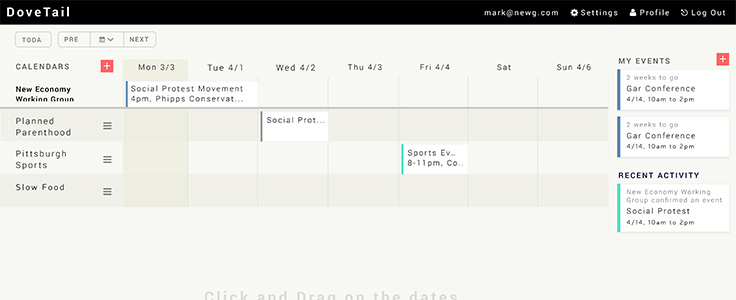 DoveTail
mark@newg.com Settings Profile Log Out
TODA PRE NEXT
CALENDARS
Mon 3/3 Tue 4/1 Wed 4/2 Thu 4/3 Fri 4/4 Sat Sun 4/6
New Economy
Working Group
Social Protest Movement
4pm, Phipps Conservat...
Planned
Parenthood
Social Prot...
Pittsburgh
Sports
Sports Ev...
8-11pm, Co...
Slow Food
MY EVENTS
2 weeks to go
Gar Conference
4/14, 10am to 2pm
2 weeks to go
Gar Conference
4/14, 10am to 2pm
RECENT ACTIVITY
New Economy Working
Group confirmed an event
Social Protest
4/14, 10am to 2pm
Click and Drag on the dates